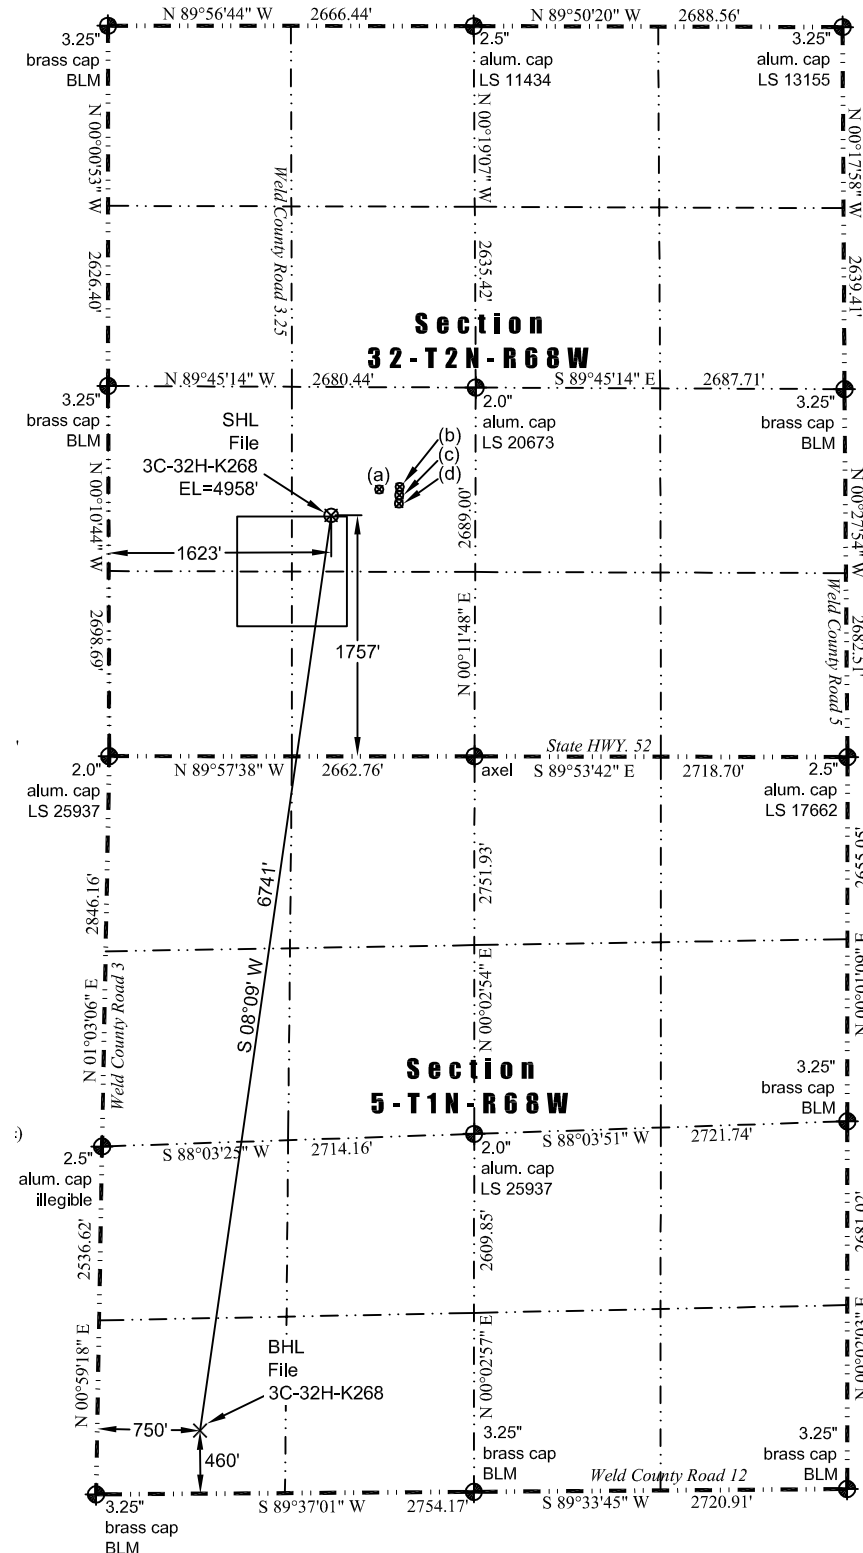 N 89°56'44" W 2666.44'
N 89°50'20" W 2688.56'
3.25"
brass cap
BLM
2.5"
alum. cap
LS 11434
3.25"
alum. cap
LS 13155
N 00°00'53" W
2626.40'
Weld County Road 3.25
N 00°19'07" W
2635.42'
N 00°17'58" W
2639.41'
Section
32-T2N-R68W
N 89°45'14" W 2680.44'
S 89°45'14" E 2687.71'
3.25"
brass cap
BLM
2.0"
alum. cap
LS 20673
3.25"
brass cap
BLM
SHL
File
3C-32H-K268
EL=4958'
(a)
(b)
(c)
(d)
N 00°10'44" W
2698.69'
1623'
1757'
2689.00'
N 00°11'48" E
N 00°27'54" W
2682.51'
Weld County Road 5
State HWY. 52
N 89°57'38" W 2662.76'
S 89°53'42" E 2718.70'
2.0"
alum. cap
LS 25937
axel
2.5"
alum. cap
LS 17662
2846.16'
N 01°03'06" E
Weld County Road 3
6741'
S 08°09' W
2751.93'
N 00°02'54" E
Section
5-T1N-R68W
3.25"
brass cap
BLM
S 88°03'25" W 2714.16'
S 88°03'51" W 2721.74'
2.5"
alum. cap
illegible
2.0"
alum. cap
LS 25937
2536.62'
N 00°59'18" E
2609.85'
N 00°02'57" E
BHL
File
3C-32H-K268
750'
460'
3.25"
brass cap
BLM
3.25"
brass cap
BLM
3.25"
brass cap
BLM
Weld County Road 12
S 89°37'01" W 2754.17'
S 89°33'45" W 2720.91'